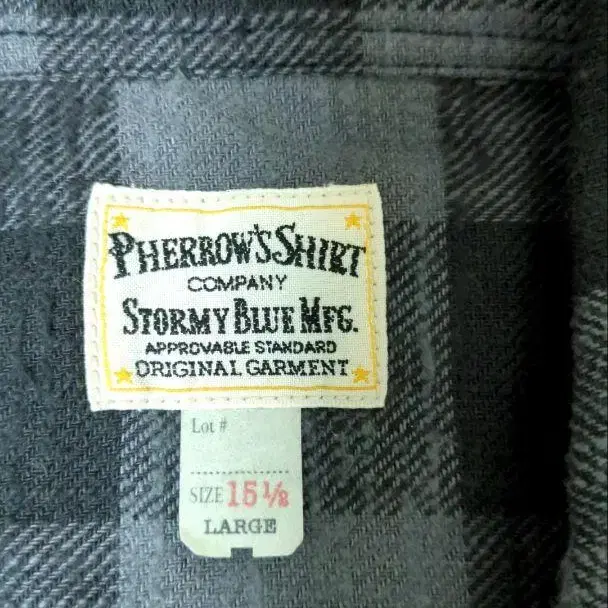 PHERROW'S SHIRT
COMPANY
STORMY BLUE MFG.
APPROVABLE STANDARD
ORIGINAL GARMENT
Lot #
SIZE 15 1/2
LARGE